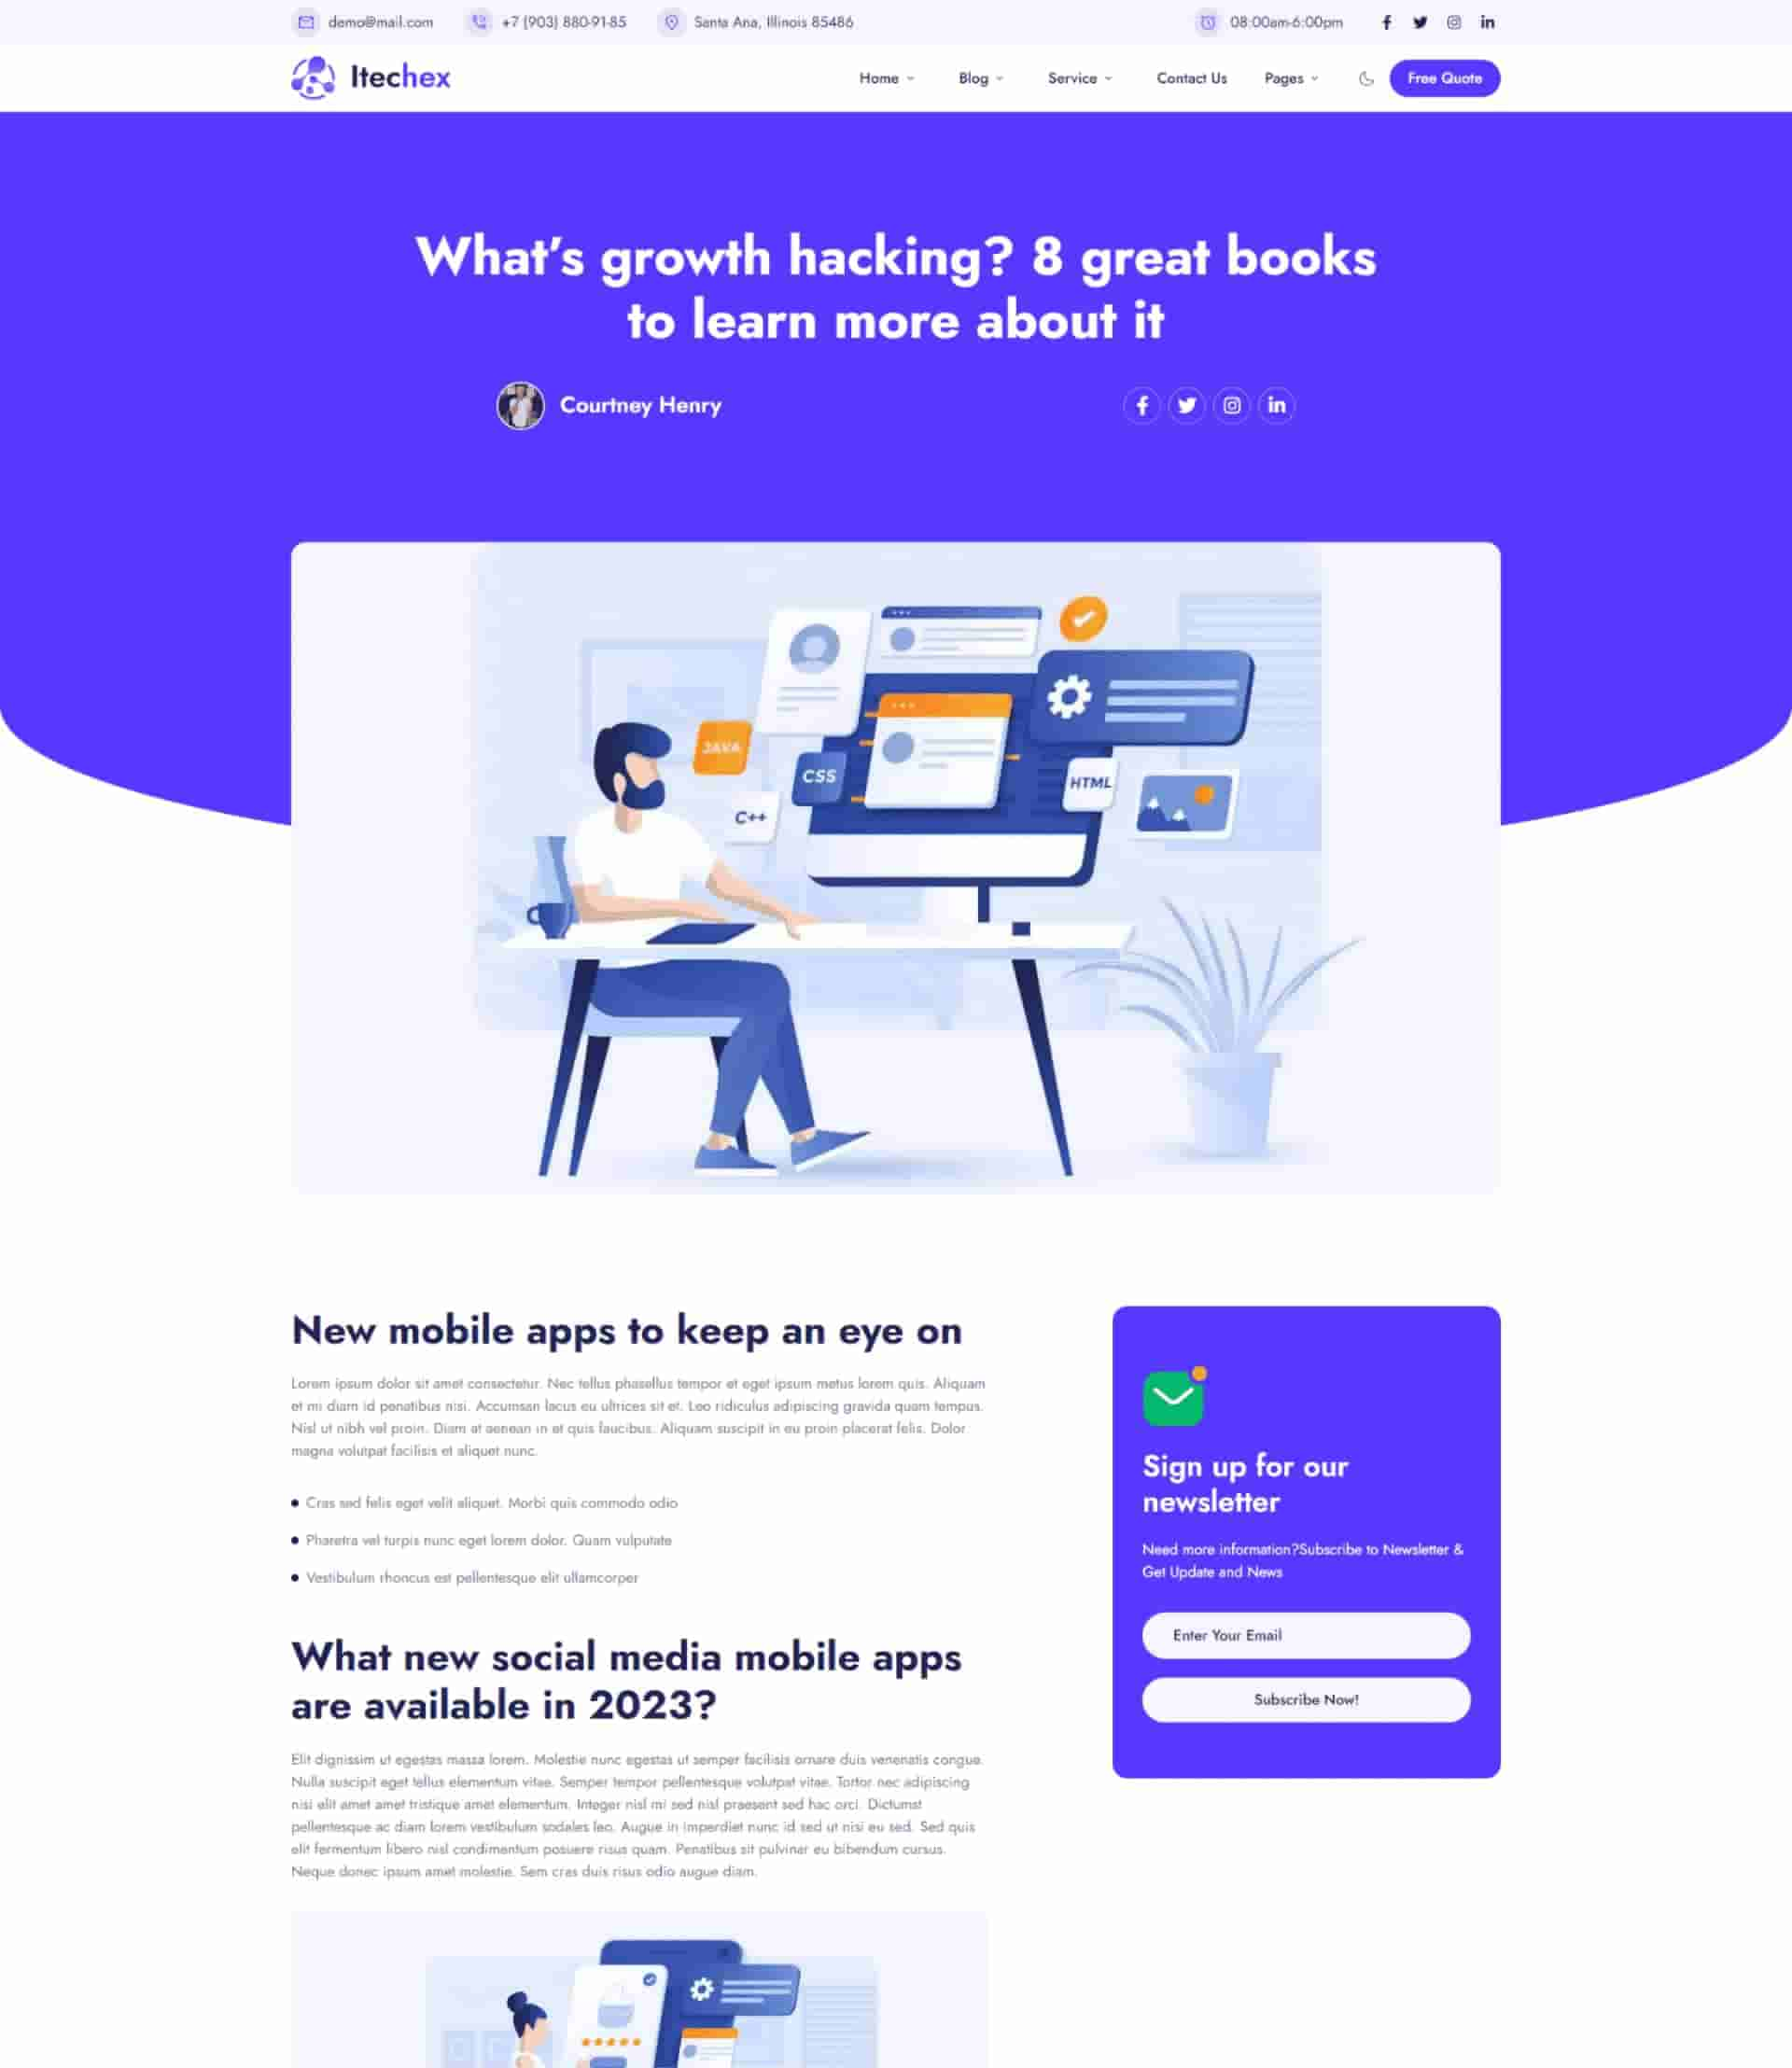 demo@mail.com
+7 (903) 880-91-85
Santa Ana, Illinois 85486
08:00am-6:00pm
Itechex
Home
Blog
Service
Contact Us
Pages
Free Quote
What's growth hacking? 8 great books
to learn more about it
Courtney Henry
JAVA
CSS
C++
HTML
New mobile apps to keep an eye on
Lorem ipsum dolor sit amet consectetur. Nec tellus phasellus tempor et eget ipsum metus lorem quis. Aliquam
et mi diam id penatibus nisi. Accumsan lacus eu ultrices sit et. Leo ridiculus adipiscing gravida quam tempus.
Nisl ut nibh vel proin. Diam at aenean in et quis faucibus. Aliquam suscipit in eu proin placerat felis. Dolor
magna volutpat facilisis et aliquet nunc.
Cras sed felis eget velit aliquet. Morbi quis commodo odio
Pharetra vel turpis nunc eget lorem dolor. Quam vulputate
Vestibulum rhoncus est pellentesque elit ullamcorper
What new social media mobile apps
are available in 2023?
Elit dignissim ut egestas massa lorem. Molestie nunc egestas ut semper facilisis ornare duis venenatis congue.
Nulla suscipit eget tellus elementum vitae. Semper tempor pellentesque volutpat vitae. Tortor nec adipiscing
nisi elit amet amet tristique amet elementum. Integer nisl mi sed nisl praesent sed hac orci. Dictumst
pellentesque ac diam lorem vestibulum sodales leo. Augue in imperdiet nunc id sed ut nisi eu sed. Sed quis
elit fermentum libero nisl condimentum posuere risus quam. Penatibus sit pulvinar eu bibendum cursus.
Neque donec ipsum amet molestie. Sem cras duis risus odio augue diam.
Sign up for our
newsletter
Need more information?Subscribe to Newsletter &
Get Update and News
Enter Your Email
Subscribe Now!